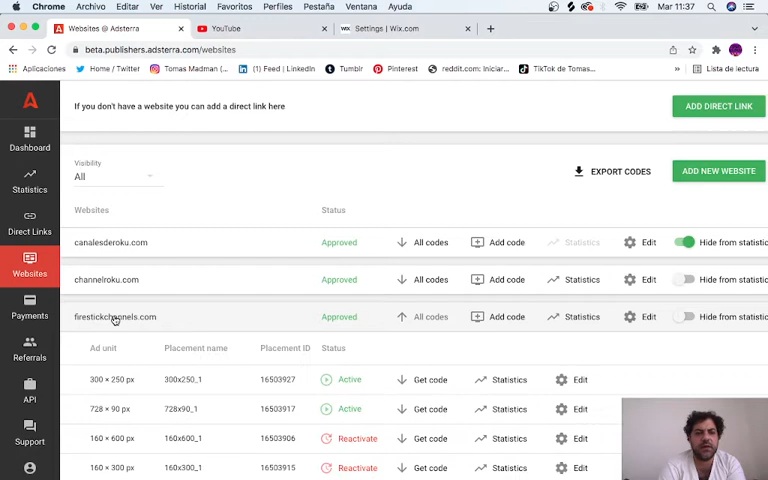 Chrome Archivo Editar Ver Historial Favoritos Perfiles Pestaña Ventana Ayuda Mar 11:37
Websites @ Adsterra YouTube Settings | Wix.com
beta.publishers.adsterra.com/websites
Aplicaciones Home / Twitter Tomas Madman (... (1) Feed | LinkedIn Tumblr Pinterest reddit.com: Iniciar... TikTok de Tomas... Lista de lectura
If you don't have a website you can add a direct link here ADD DIRECT LINK
Dashboard
Statistics
Direct Links
Websites
Payments
Referrals
API
Support
Visibility
All EXPORT CODES ADD NEW WEBSITE
Websites Status
canalesderoku.com Approved All codes Add code Statistics Edit Hide from statistic
channelroku.com Approved All codes Add code Statistics Edit Hide from statistic
firestickchannels.com Approved All codes Add code Statistics Edit Hide from statistic
Ad unit Placement name Placement ID Status
300 × 250 px 300x250_1 16503927 Active Get code Statistics Edit
728 × 90 px 728x90_1 16503917 Active Get code Statistics Edit
160 × 600 px 160x600_1 16503906 Reactivate Get code Statistics Edit
160 × 300 px 160x300_1 16503915 Reactivate Get code Statistics Edit